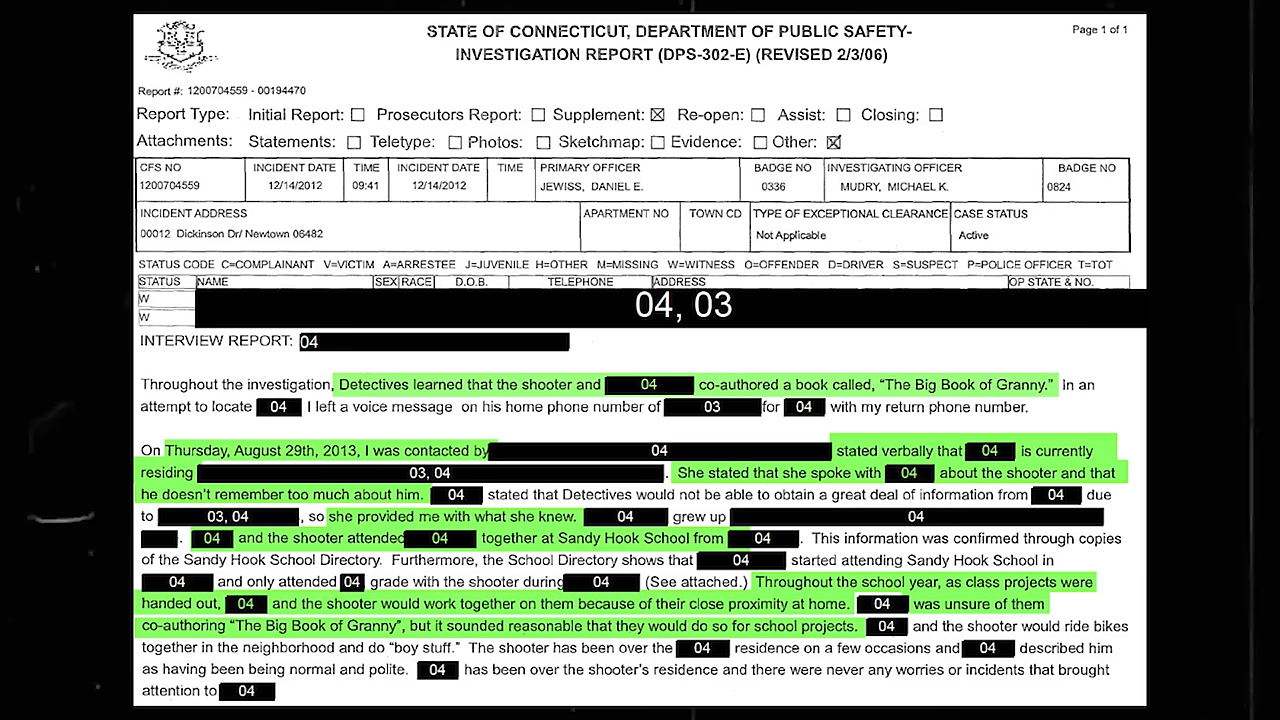 STATE OF CONNECTICUT, DEPARTMENT OF PUBLIC SAFETY-
INVESTIGATION REPORT (DPS-302-E) (REVISED 2/3/06)
Page 1 of 1
Report #: 1200704559 - 00194470
Report Type: Initial Report: ☐ Prosecutors Report: ☐ Supplement: ☒ Re-open: ☐ Assist: ☐ Closing: ☐
Attachments: Statements: ☐ Teletype: ☐ Photos: ☐ Sketchmap: ☐ Evidence: ☐ Other: ☒
CFS NO INCIDENT DATE TIME INCIDENT DATE TIME PRIMARY OFFICER BADGE NO INVESTIGATING OFFICER BADGE NO
1200704559 12/14/2012 09:41 12/14/2012 JEWISS, DANIEL E. 0336 MUDRY, MICHAEL K. 0824
INCIDENT ADDRESS APARTMENT NO TOWN CD TYPE OF EXCEPTIONAL CLEARANCE CASE STATUS
00012 Dickinson Dr/ Newtown 06482 Not Applicable Active
STATUS CODE C=COMPLAINANT V=VICTIM A=ARRESTEE J=JUVENILE H=OTHER M=MISSING W=WITNESS O=OFFENDER D=DRIVER S=SUSPECT P=POLICE OFFICER T=TOT
STATUS NAME SEX RACE D.O.B. TELEPHONE ADDRESS OP STATE & NO.
W
04, 03
W
INTERVIEW REPORT: 04
Throughout the investigation, Detectives learned that the shooter and 04 co-authored a book called, “The Big Book of Granny.” In an
attempt to locate 04 I left a voice message on his home phone number of 03 for 04 with my return phone number.
On Thursday, August 29th, 2013, I was contacted by 04 stated verbally that 04 is currently
residing 03, 04 . She stated that she spoke with 04 about the shooter and that
he doesn’t remember too much about him. 04 stated that Detectives would not be able to obtain a great deal of information from 04 due
to 03, 04 , so she provided me with what she knew. 04 grew up 04
. 04 and the shooter attended 04 together at Sandy Hook School from 04 . This information was confirmed through copies
of the Sandy Hook School Directory. Furthermore, the School Directory shows that 04 started attending Sandy Hook School in
04 and only attended 04 grade with the shooter during 04 (See attached.) Throughout the school year, as class projects were
handed out, 04 and the shooter would work together on them because of their close proximity at home. 04 was unsure of them
co-authoring “The Big Book of Granny”, but it sounded reasonable that they would do so for school projects. 04 and the shooter would ride bikes
together in the neighborhood and do “boy stuff.” The shooter has been over the 04 residence on a few occasions and 04 described him
as having been being normal and polite. 04 has been over the shooter’s residence and there were never any worries or incidents that brought
attention to 04